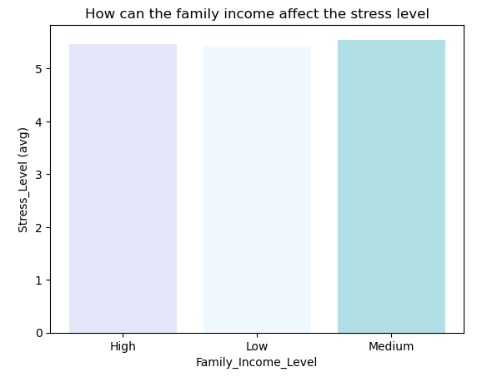 How can the family income affect the stress level
Stress_Level (avg)
5
4
3
2
1
0
High Low Medium
Family_Income_Level